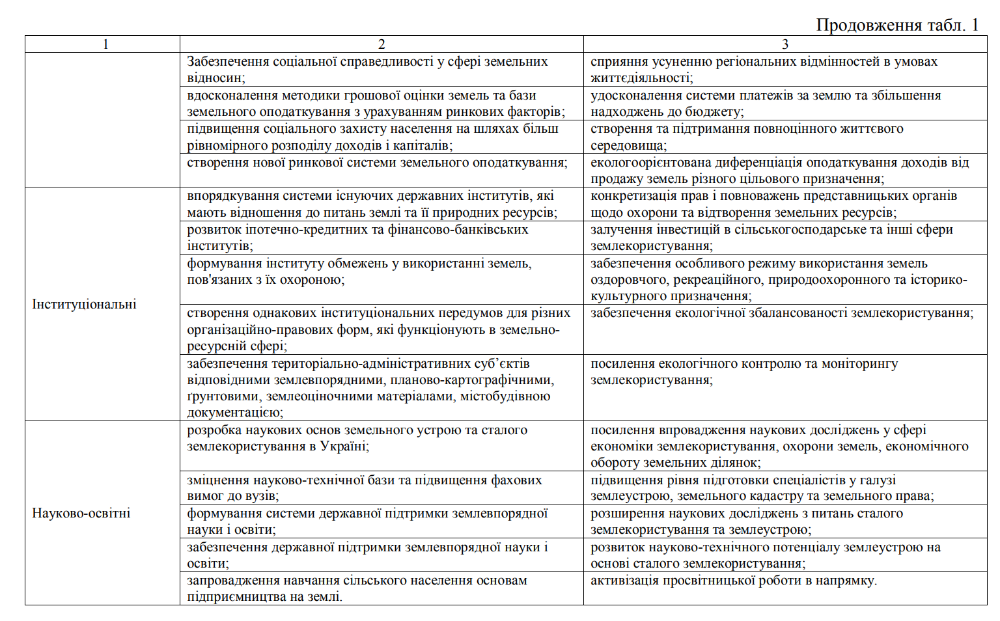 Продовження табл. 1
1
2
3
Забезпечення соціальної справедливості у сфері земельних
відносин;
сприяння усуненню регіональних відмінностей в умовах
життєдіяльності;
вдосконалення методики грошової оцінки земель та бази
земельного оподаткування з урахуванням ринкових факторів;
удосконалення системи платежів за землю та збільшення
надходжень до бюджету;
підвищення соціального захисту населення на шляхах більш
рівномірного розподілу доходів і капіталів;
створення та підтримання повноцінного життєвого
середовища;
створення нової ринкової системи земельного оподаткування;
екологоорієнтована диференціація оподаткування доходів від
продажу земель різного цільового призначення;
Інституціональні
впорядкування системи існуючих державних інститутів, які
мають відношення до питань землі та її природних ресурсів;
конкретизація прав і повноважень представницьких органів
щодо охорони та відтворення земельних ресурсів;
розвиток іпотечно-кредитних та фінансово-банківських
інститутів;
залучення інвестицій в сільськогосподарське та інші сфери
землекористування;
формування інституту обмежень у використанні земель,
пов'язаних з їх охороною;
забезпечення особливого режиму використання земель
оздоровчого, рекреаційного, природоохоронного та історико-
культурного призначення;
створення однакових інституціональних передумов для різних
організаційно-правових форм, які функціонують в земельно-
ресурсній сфері;
забезпечення екологічної збалансованості землекористування;
забезпечення територіально-адміністративних суб’єктів
відповідними землевпорядними, планово-картографічними,
ґрунтовими, землеоціночними матеріалами, містобудівною
документацією;
посилення екологічного контролю та моніторингу
землекористування;
Науково-освітні
розробка наукових основ земельного устрою та сталого
землекористування в Україні;
посилення впровадження наукових досліджень у сфері
економіки землекористування, охорони земель, економічного
обороту земельних ділянок;
зміцнення науково-технічної бази та підвищення фахових
вимог до вузів;
підвищення рівня підготовки спеціалістів у галузі
землеустрою, земельного кадастру та земельного права;
формування системи державної підтримки землевпорядної
науки і освіти;
розширення наукових досліджень з питань сталого
землекористування та землеустрою;
забезпечення державної підтримки землевпорядної науки і
освіти;
розвиток науково-технічного потенціалу землеустрою на
основі сталого землекористування;
запровадження навчання сільського населення основам
підприємництва на землі.
активізація просвітницької роботи в напрямку.